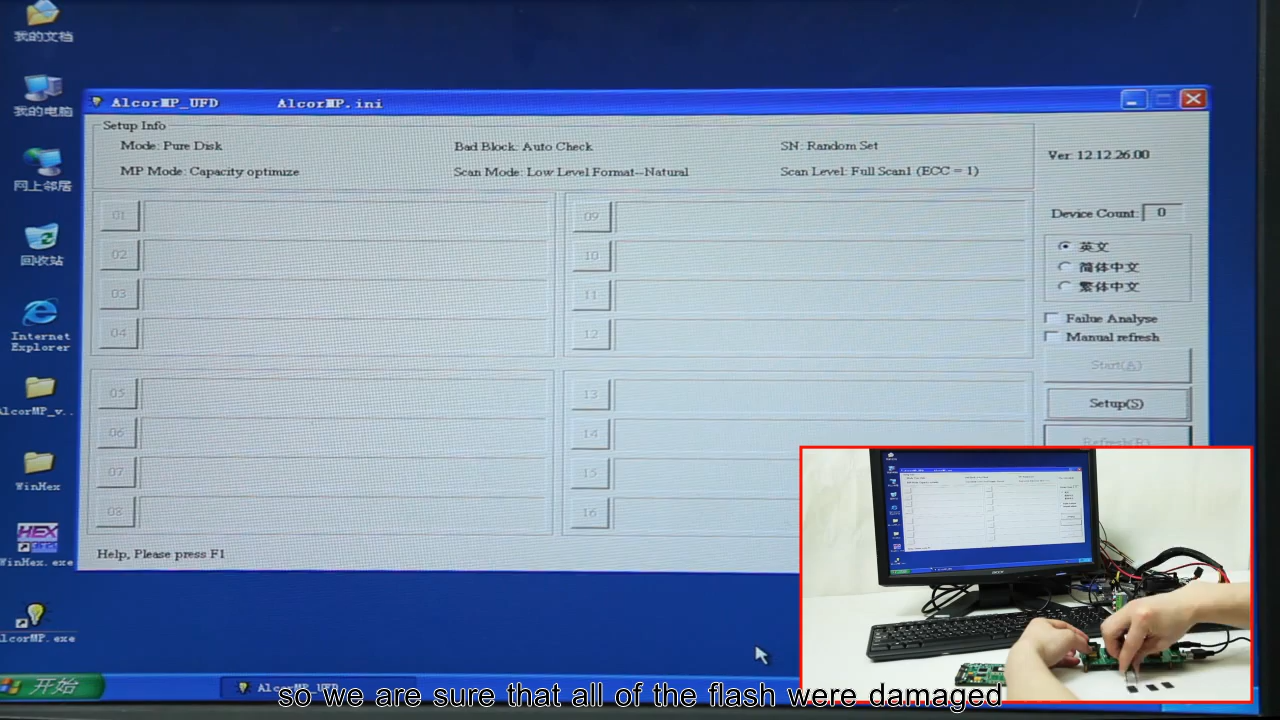 我的文档
我的电脑
网上邻居
回收站
Internet
Explorer
AlcorMP_v..
WinHex
HEX
WinHex.exe
AlcorMP.exe
开始
AlcorMP_UFD AlcorMP.ini
Setup Info
Mode: Pure Disk Bad Block: Auto Check SN: Random Set
MP Mode: Capacity optimize Scan Mode: Low Level Format--Natural Scan Level: Full Scan1 (ECC = 1)
Ver: 12.12.26.00
01 09
02 10
03 11
04 12
05 13
06 14
07 15
08 16
Device Count: 0
英文
简体中文
繁体中文
Failue Analyse
Manual refresh
Start(A)
Setup(S)
Refresh(R)
Help, Please press F1
AlcorMP_UFD
so we are sure that all of the flash were damaged